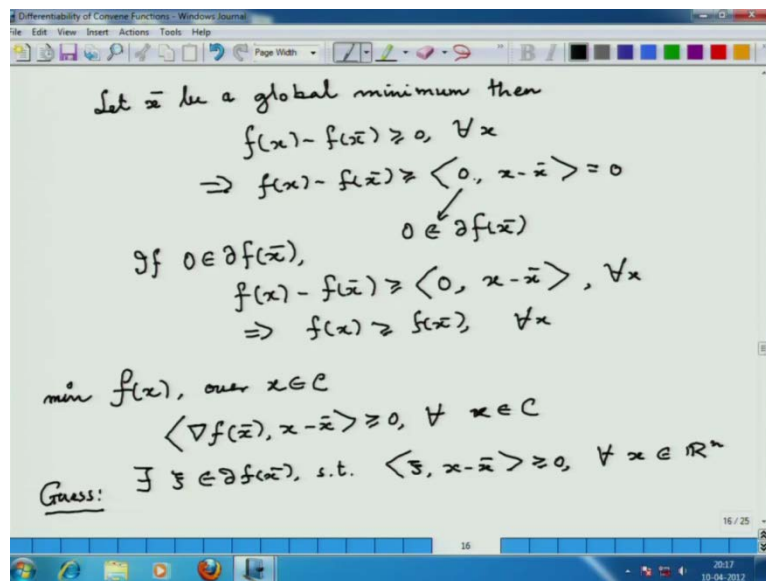 Differentiability of Convene Functions - Windows Journal
File Edit View Insert Actions Tools Help
Page Width
B I
Let x̄ be a global minimum then
f(x) - f(x̄) ≥ 0, ∀x
⇒ f(x) - f(x̄) ≥ ⟨0, x - x̄⟩ = 0
0 ∈ ∂f(x̄)
If 0 ∈ ∂f(x̄),
f(x) - f(x̄) ≥ ⟨0, x - x̄⟩, ∀x
⇒ f(x) ≥ f(x̄), ∀x
min f(x), over x ∈ C
⟨∇f(x̄), x - x̄⟩ ≥ 0, ∀ x ∈ C
Guess: ∃ ξ ∈ ∂f(x̄), s.t. ⟨ξ, x - x̄⟩ ≥ 0, ∀ x ∈ ℝⁿ
16 / 25
16
20:17
10-04-2012